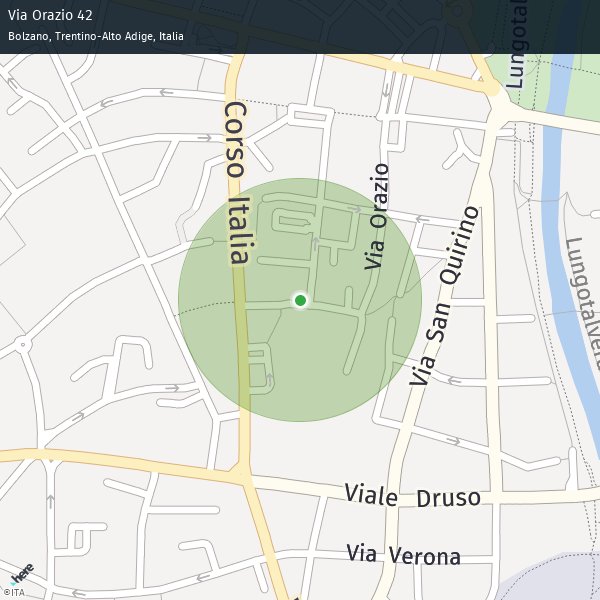 Via Orazio 42
Bolzano, Trentino-Alto Adige, Italia
Lungotal
Corso Italia
Via Orazio
Via San Quirino
Lungotalvera
Viale Druso
Via Verona
here
©ITA